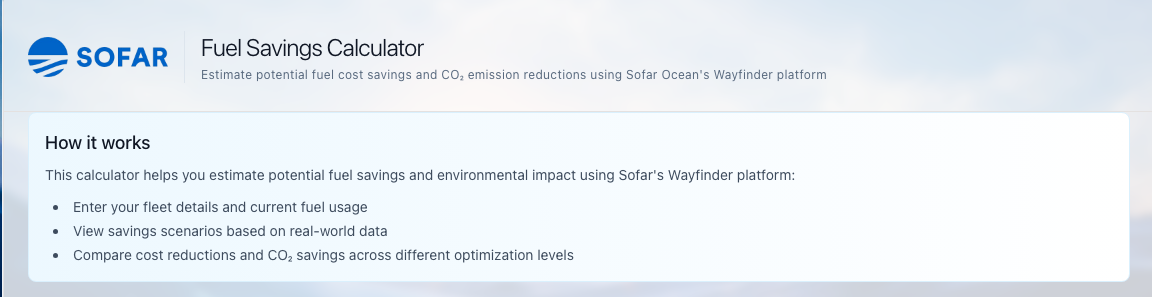 SOFAR
Fuel Savings Calculator
Estimate potential fuel cost savings and CO₂ emission reductions using Sofar Ocean's Wayfinder platform
How it works
This calculator helps you estimate potential fuel savings and environmental impact using Sofar's Wayfinder platform:
• Enter your fleet details and current fuel usage
• View savings scenarios based on real-world data
• Compare cost reductions and CO₂ savings across different optimization levels